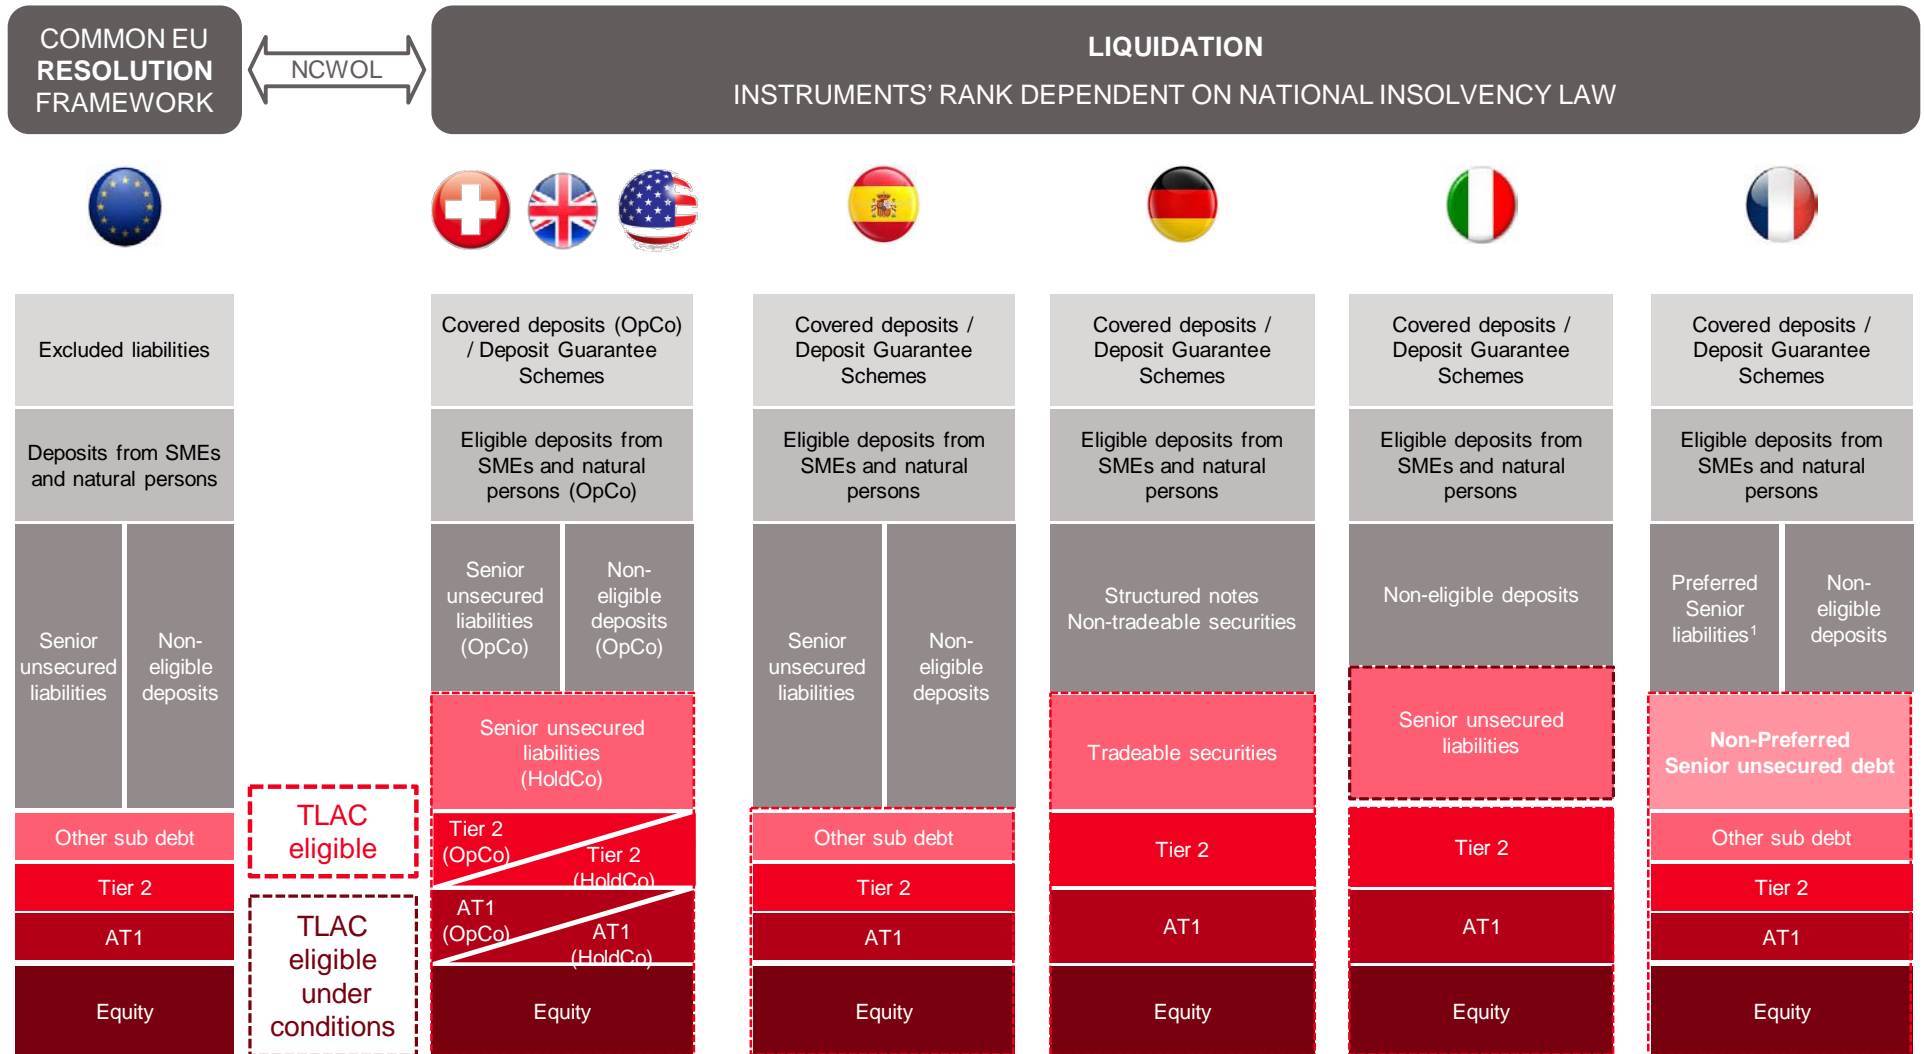 COMMON EU
RESOLUTION
FRAMEWORK
NCWOL
LIQUIDATION
INSTRUMENTS' RANK DEPENDENT ON NATIONAL INSOLVENCY LAW
Excluded liabilities
Deposits from SMEs
and natural persons
Senior
unsecured
liabilities
Non-
eligible
deposits
Other sub debt
Tier 2
AT1
Equity
TLAC
eligible
TLAC
eligible
under
conditions
Covered deposits (OpCo)
/ Deposit Guarantee
Schemes
Eligible deposits from
SMEs and natural
persons (OpCo)
Senior
unsecured
liabilities
(OpCo)
Non-
eligible
deposits
(OpCo)
Senior unsecured
liabilities
(HoldCo)
Tier 2
(OpCo)
Tier 2
(HoldCo)
AT1
(OpCo)
AT1
(HoldCo)
Equity
Covered deposits /
Deposit Guarantee
Schemes
Eligible deposits from
SMEs and natural
persons
Senior
unsecured
liabilities
Non-
eligible
deposits
Other sub debt
Tier 2
AT1
Equity
Covered deposits /
Deposit Guarantee
Schemes
Eligible deposits from
SMEs and natural
persons
Structured notes
Non-tradeable securities
Tradeable securities
Tier 2
AT1
Equity
Covered deposits /
Deposit Guarantee
Schemes
Eligible deposits from
SMEs and natural
persons
Non-eligible deposits
Senior unsecured
liabilities
Tier 2
AT1
Equity
Covered deposits /
Deposit Guarantee
Schemes
Eligible deposits from
SMEs and natural
persons
Preferred
Senior
liabilities¹
Non-
eligible
deposits
Non-Preferred
Senior unsecured debt
Other sub debt
Tier 2
AT1
Equity